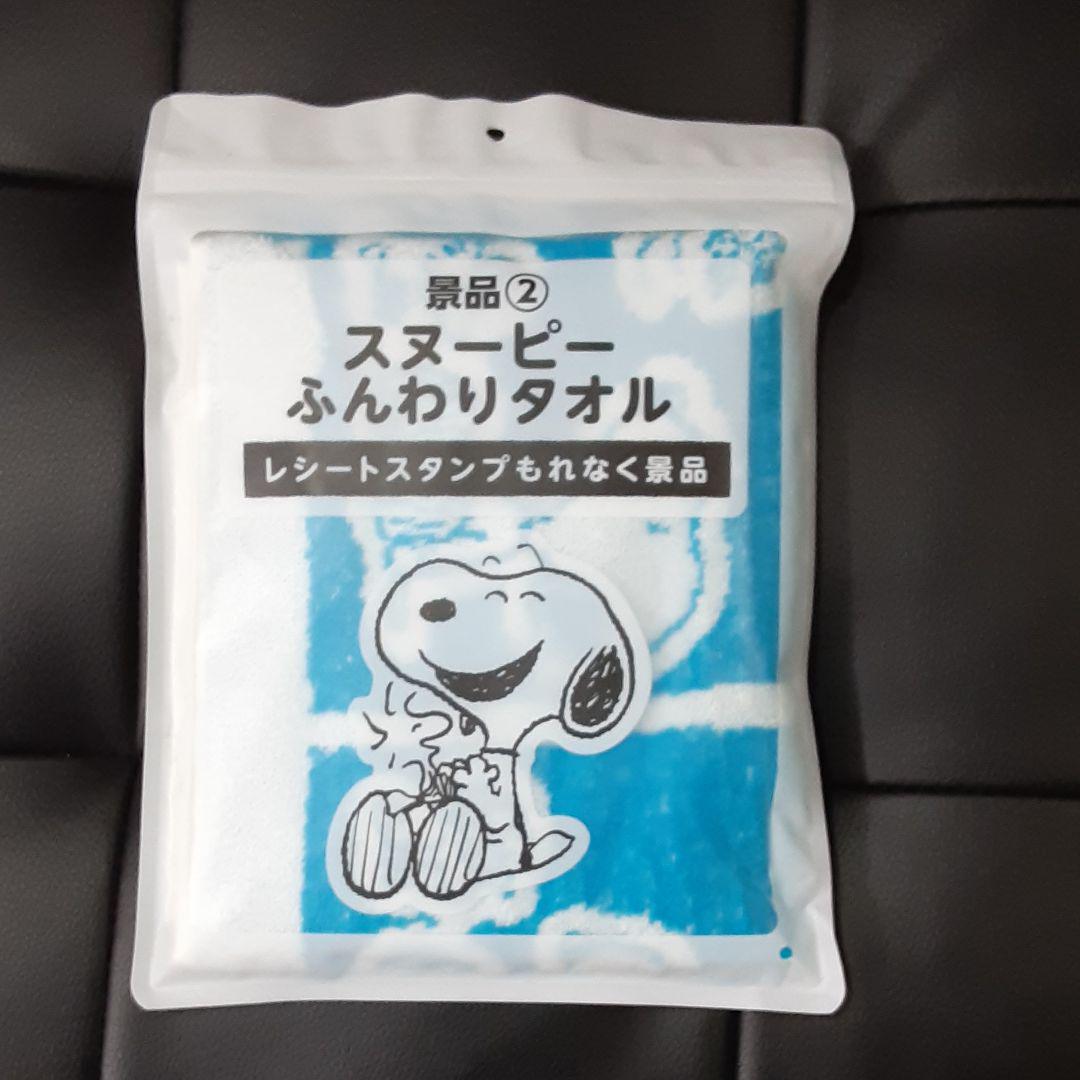 景品②
スヌーピー
ふんわりタオル
レシートスタンプもれなく景品